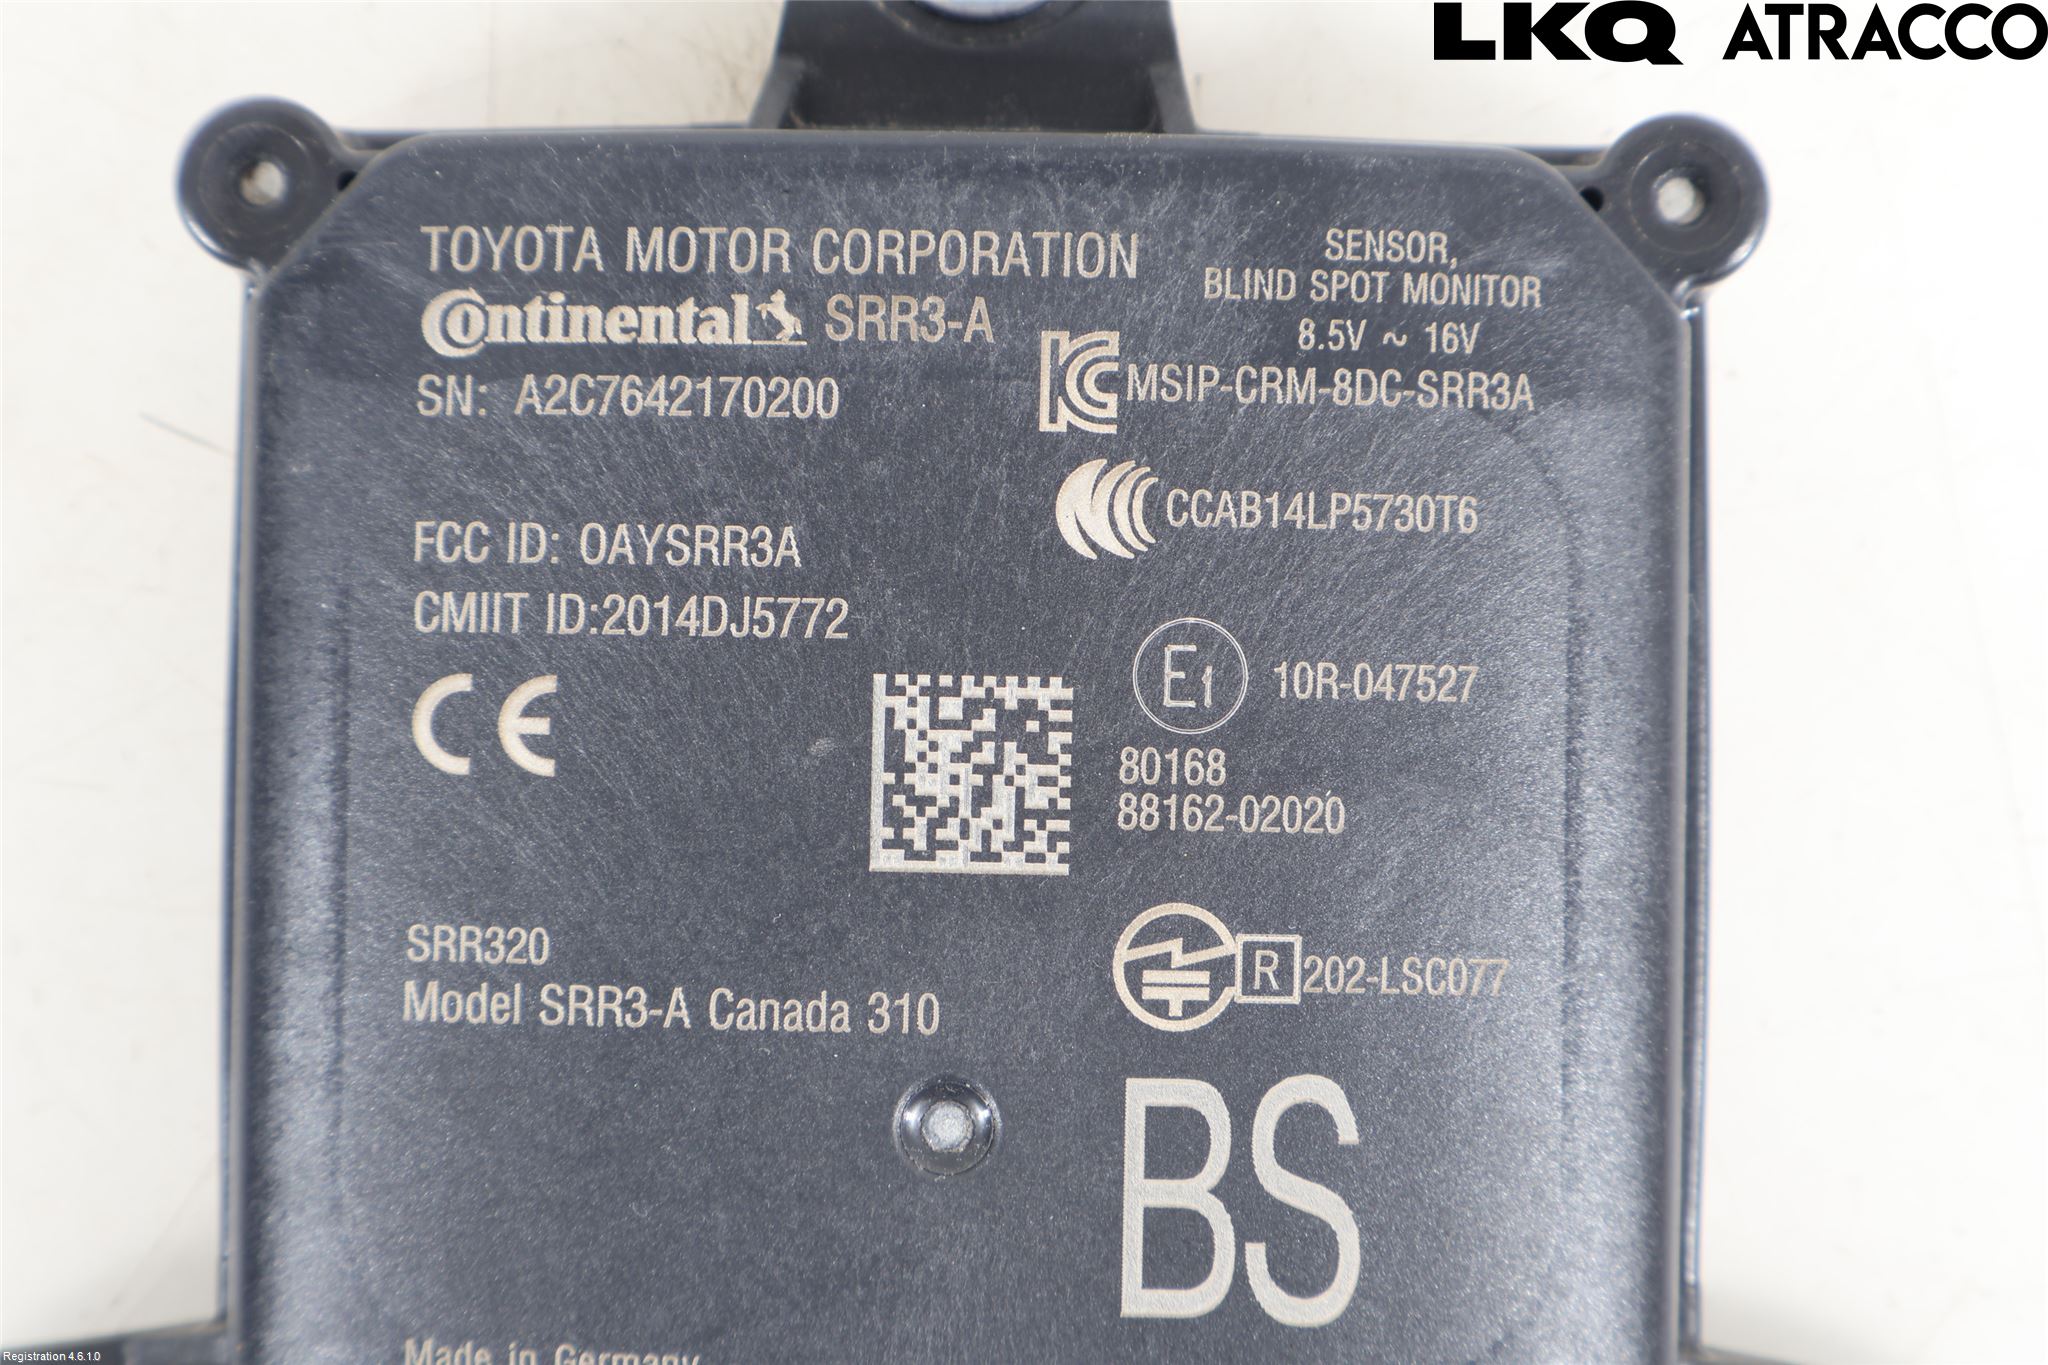 LKQ ATRACCO
TOYOTA MOTOR CORPORATION
Continental SRR3-A
SN: A2C7642170200
SENSOR,
BLIND SPOT MONITOR
8.5V ~ 16V
MSIP-CRM-8DC-SRR3A
CCAB14LP5730T6
FCC ID: OAYSRR3A
CMIIT ID:2014DJ5772
CE
E1 10R-047527
80168
88162-02020
SRR320
Model SRR3-A Canada 310
R 202-LSC077
BS
Made in Germany
Registration 4.6.1.0